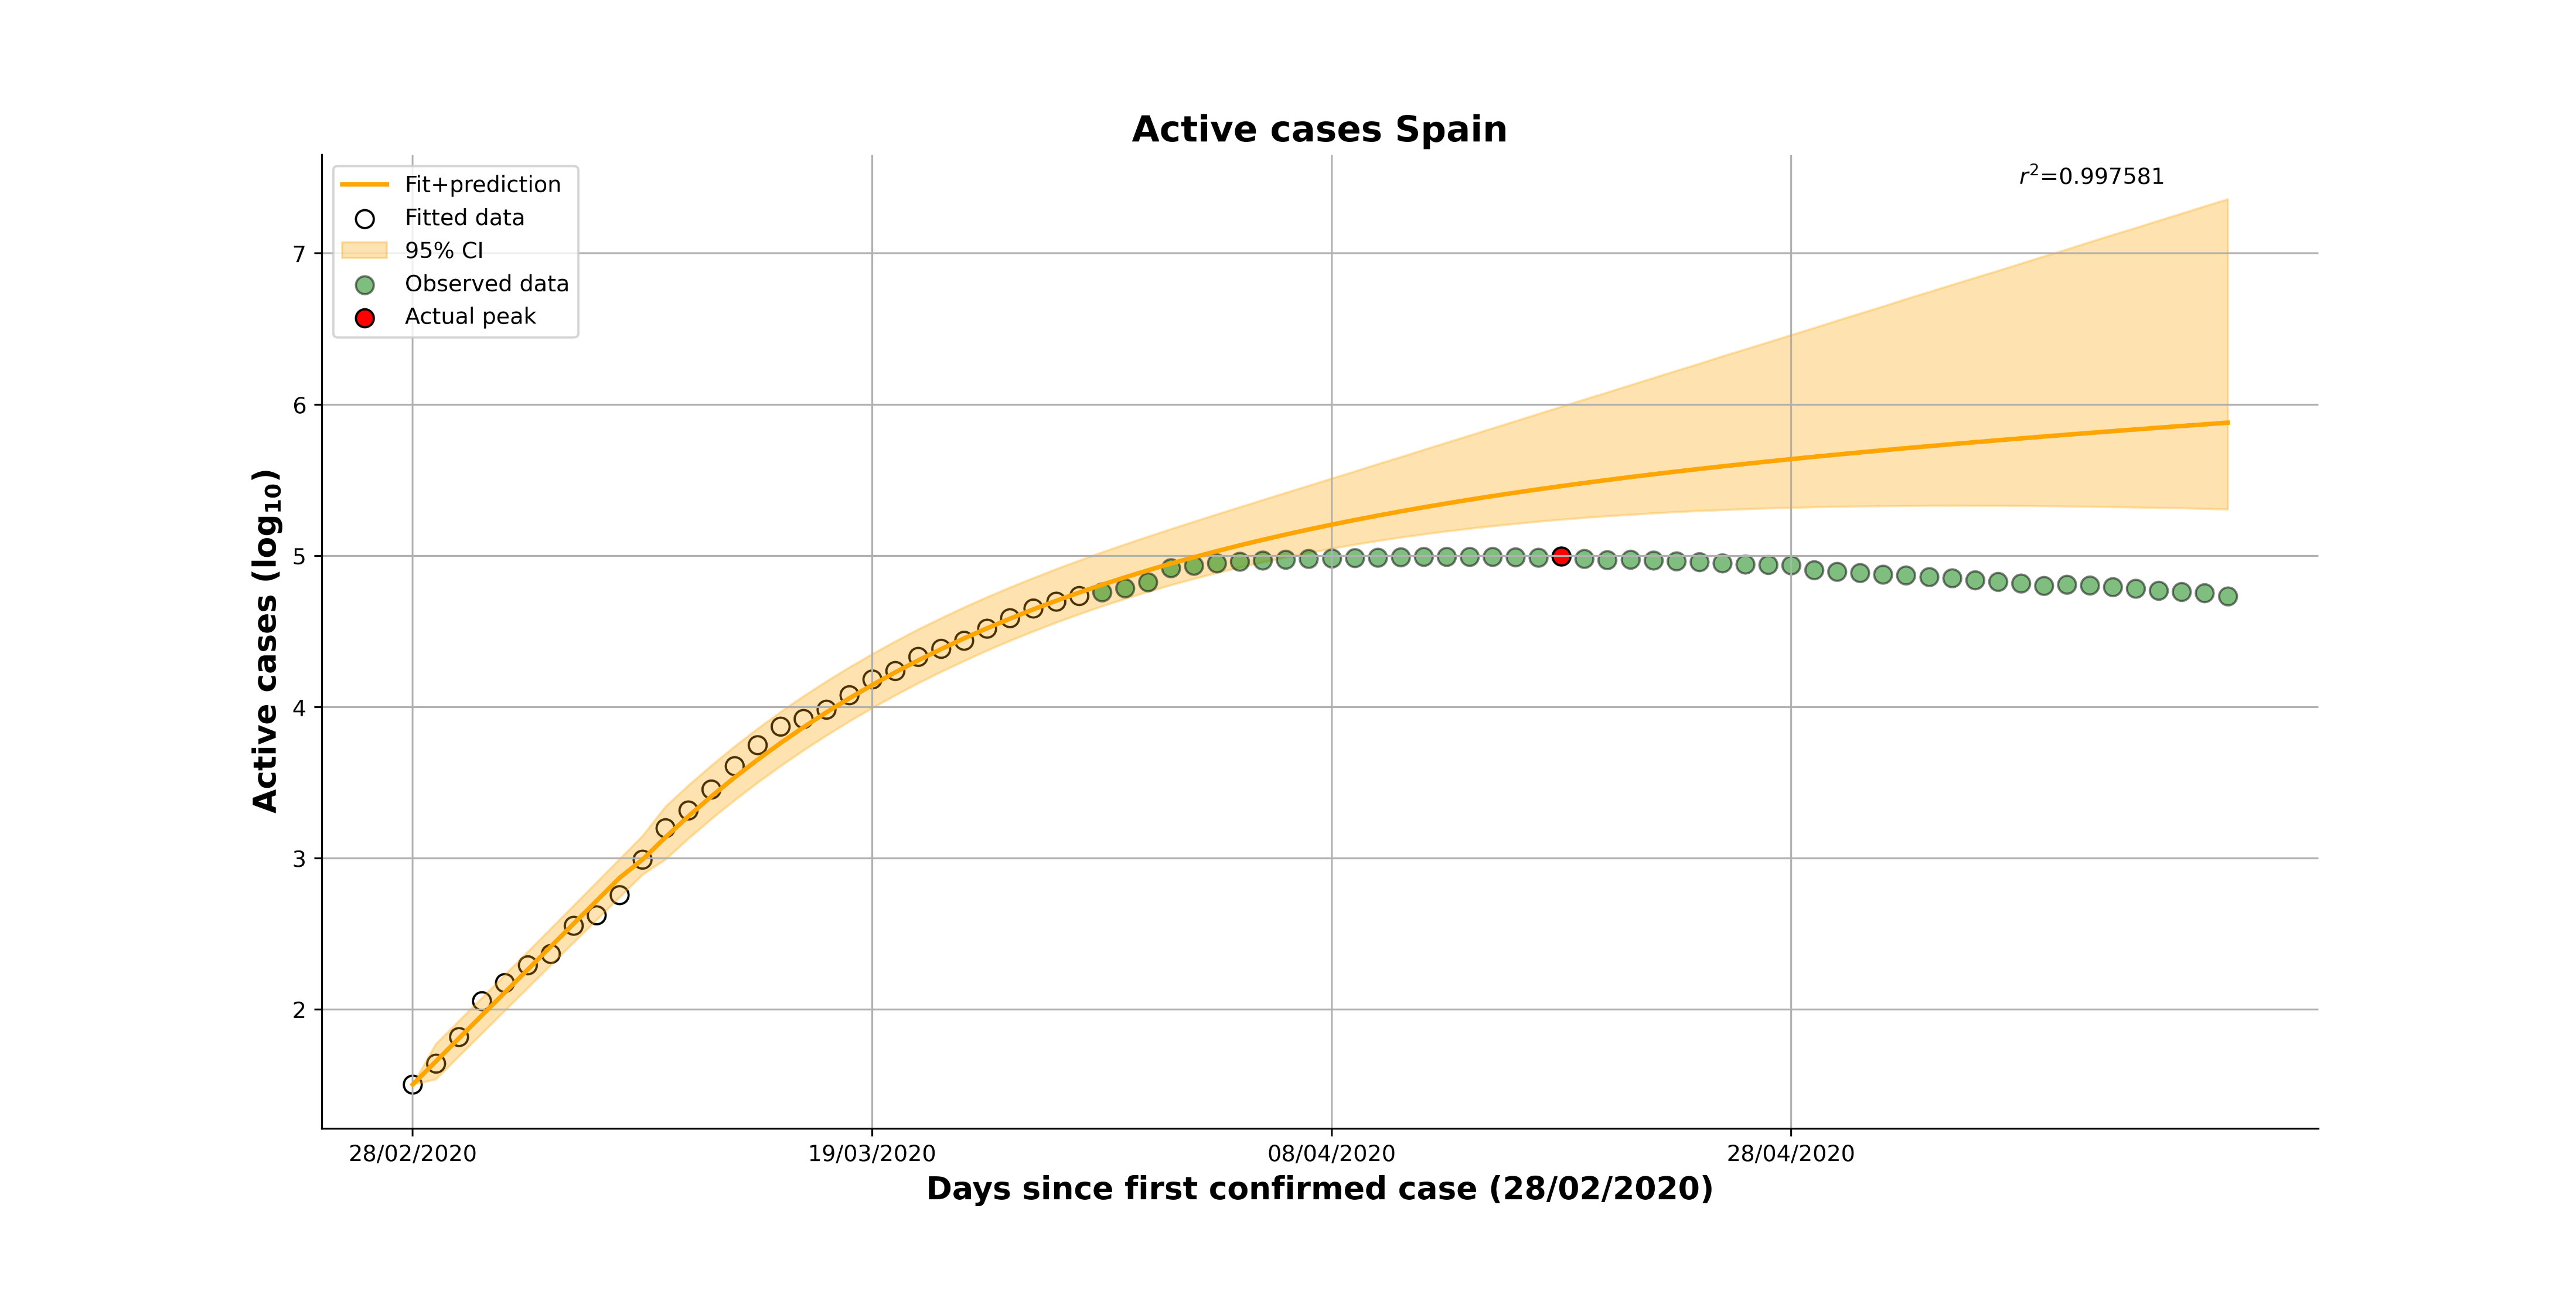 Active cases Spain
Fit+prediction
Fitted data
95% CI
Observed data
Actual peak
r²=0.997581
7
6
5
4
3
2
Active cases (log₁₀)
28/02/2020 19/03/2020 08/04/2020 28/04/2020
Days since first confirmed case (28/02/2020)